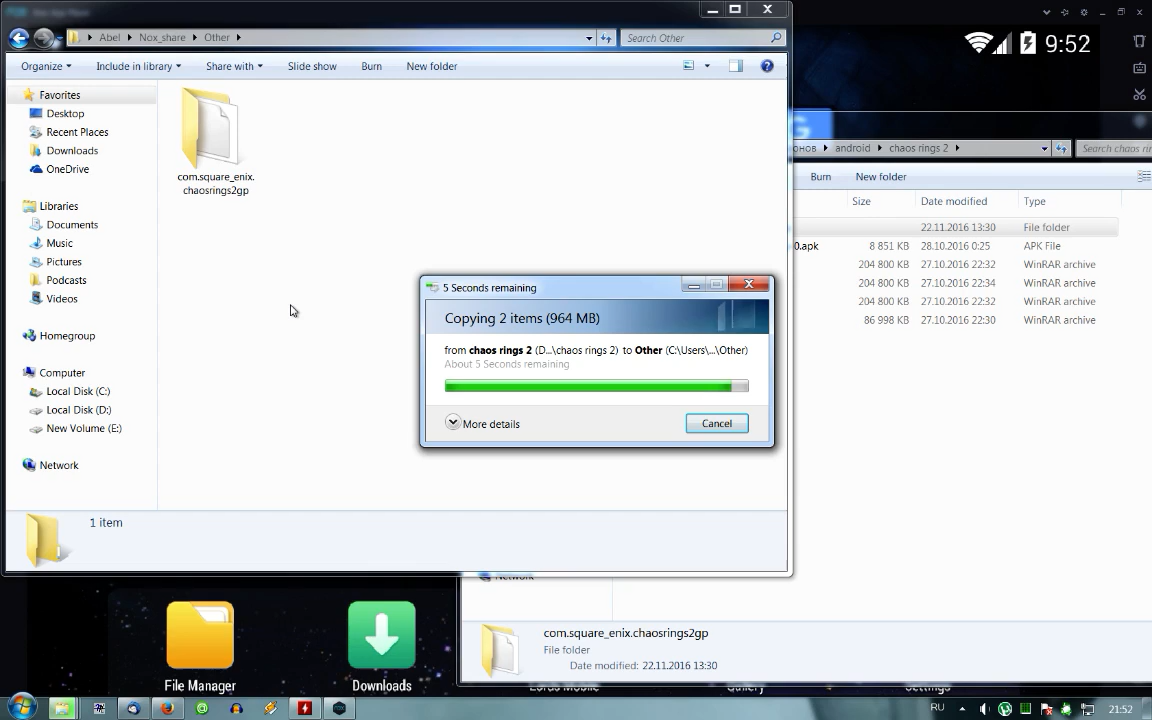 9:52
Abel Nox_share Other
Search Other
Organize Include in library Share with Slide show Burn New folder
Favorites
Desktop
Recent Places
Downloads
OneDrive
Libraries
Documents
Music
Pictures
Podcasts
Videos
Homegroup
Computer
Local Disk (C:)
Local Disk (D:)
New Volume (E:)
Network
com.square_enix.
chaosrings2gp
1 item
android chaos rings 2
Burn New folder
Size Date modified Type
22.11.2016 13:30 File folder
0.apk 8 851 KB 28.10.2016 0:25 APK File
204 800 KB 27.10.2016 22:32 WinRAR archive
204 800 KB 27.10.2016 22:34 WinRAR archive
204 800 KB 27.10.2016 22:32 WinRAR archive
86 998 KB 27.10.2016 22:30 WinRAR archive
5 Seconds remaining
Copying 2 items (964 MB)
from chaos rings 2 (D...\chaos rings 2) to Other (C:\Users\...\Other)
About 5 Seconds remaining
More details
Cancel
Network
com.square_enix.chaosrings2gp
File folder
Date modified: 22.11.2016 13:30
File Manager
Downloads
RU
21:52